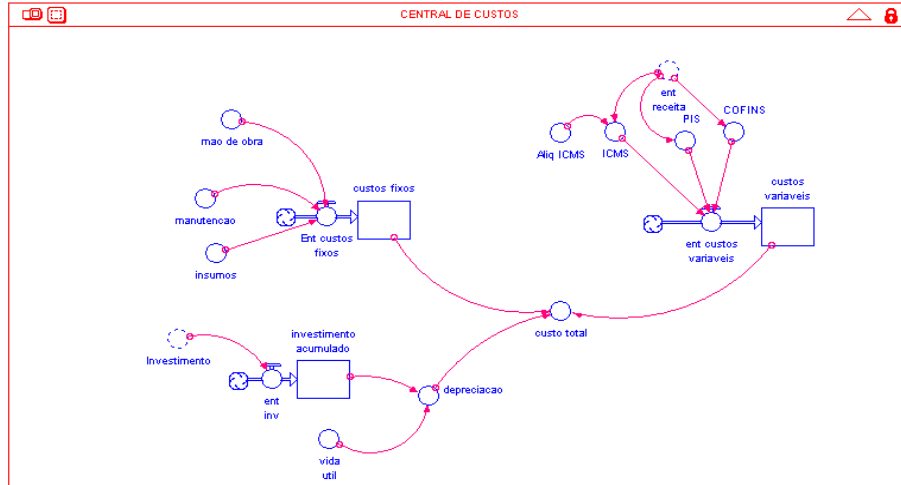 CENTRAL DE CUSTOS
ent
receita
PIS
COFINS
Aliq ICMS
ICMS
mao de obra
custos fixos
custos
variaveis
manutencao
Ent custos
fixos
ent custos
variaveis
insumos
custo total
investimento
acumulado
Investimento
depreciacao
ent
inv
vida
util